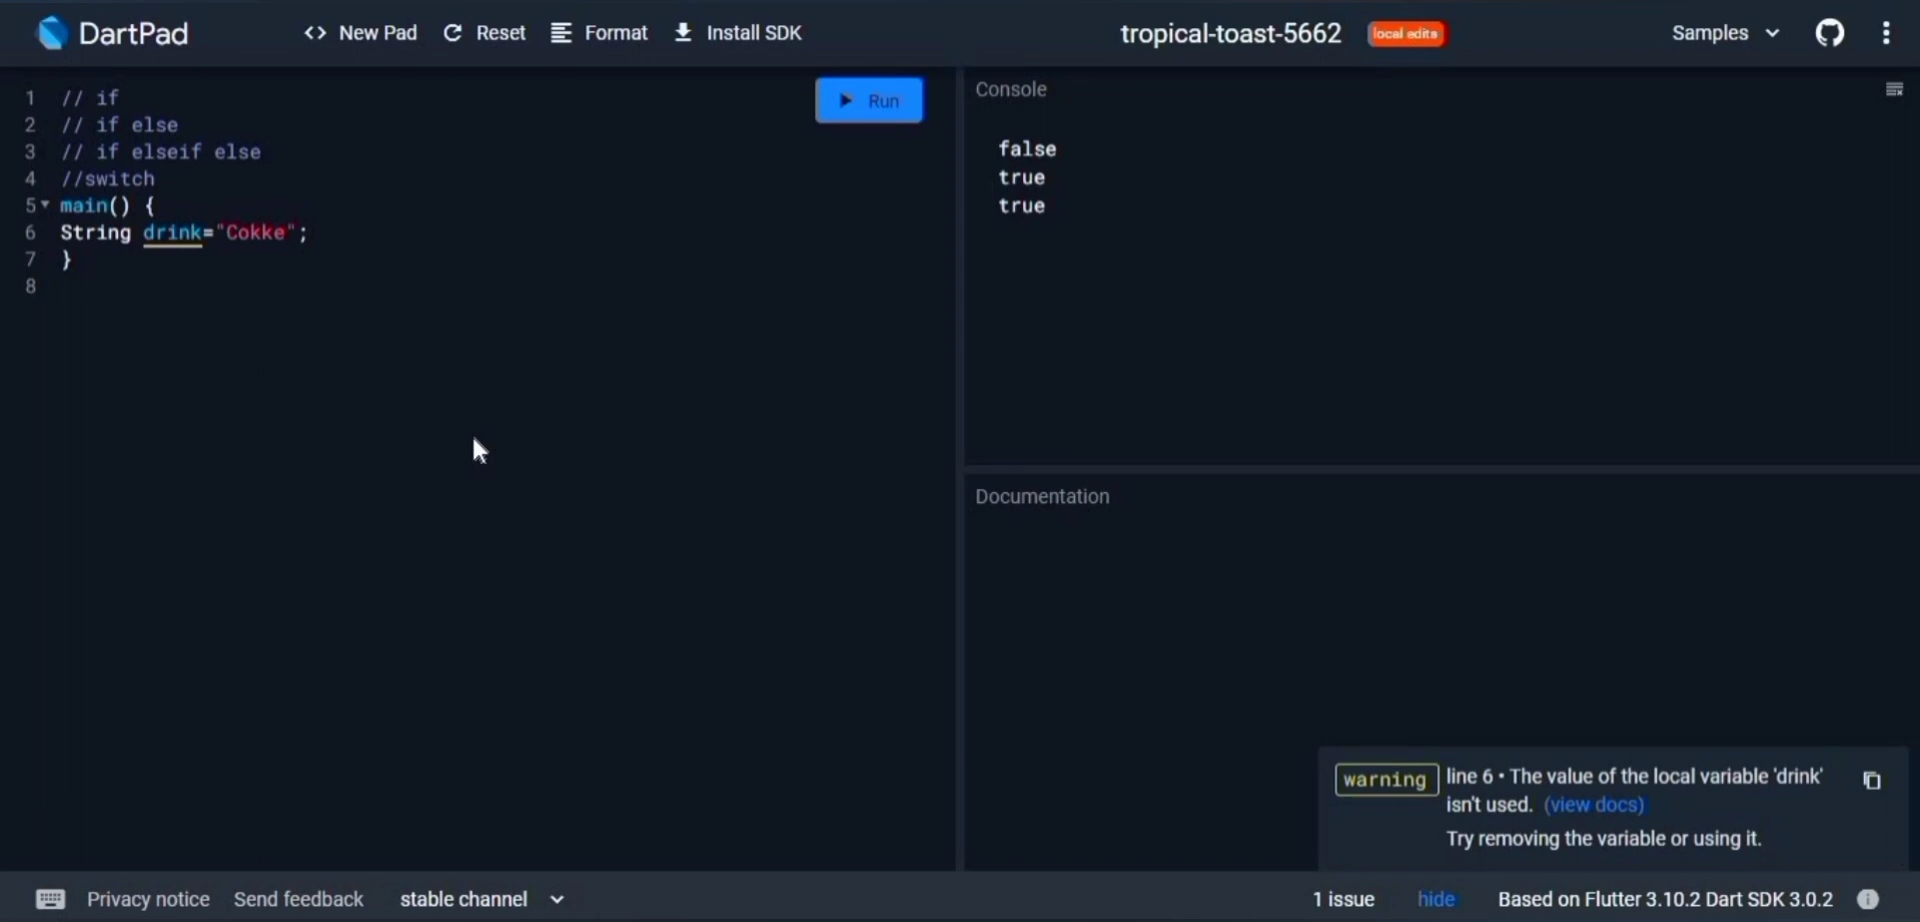 DartPad
<> New Pad
Reset
Format
Install SDK
tropical-toast-5662
local edits
Samples
1 // if
2 // if else
3 // if elseif else
4 //switch
5 main() {
6 String drink="Cokke";
7 }
8
Run
Console
false
true
true
Documentation
warning
line 6 • The value of the local variable 'drink'
isn't used. (view docs)
Try removing the variable or using it.
Privacy notice
Send feedback
stable channel
1 issue
hide
Based on Flutter 3.10.2 Dart SDK 3.0.2